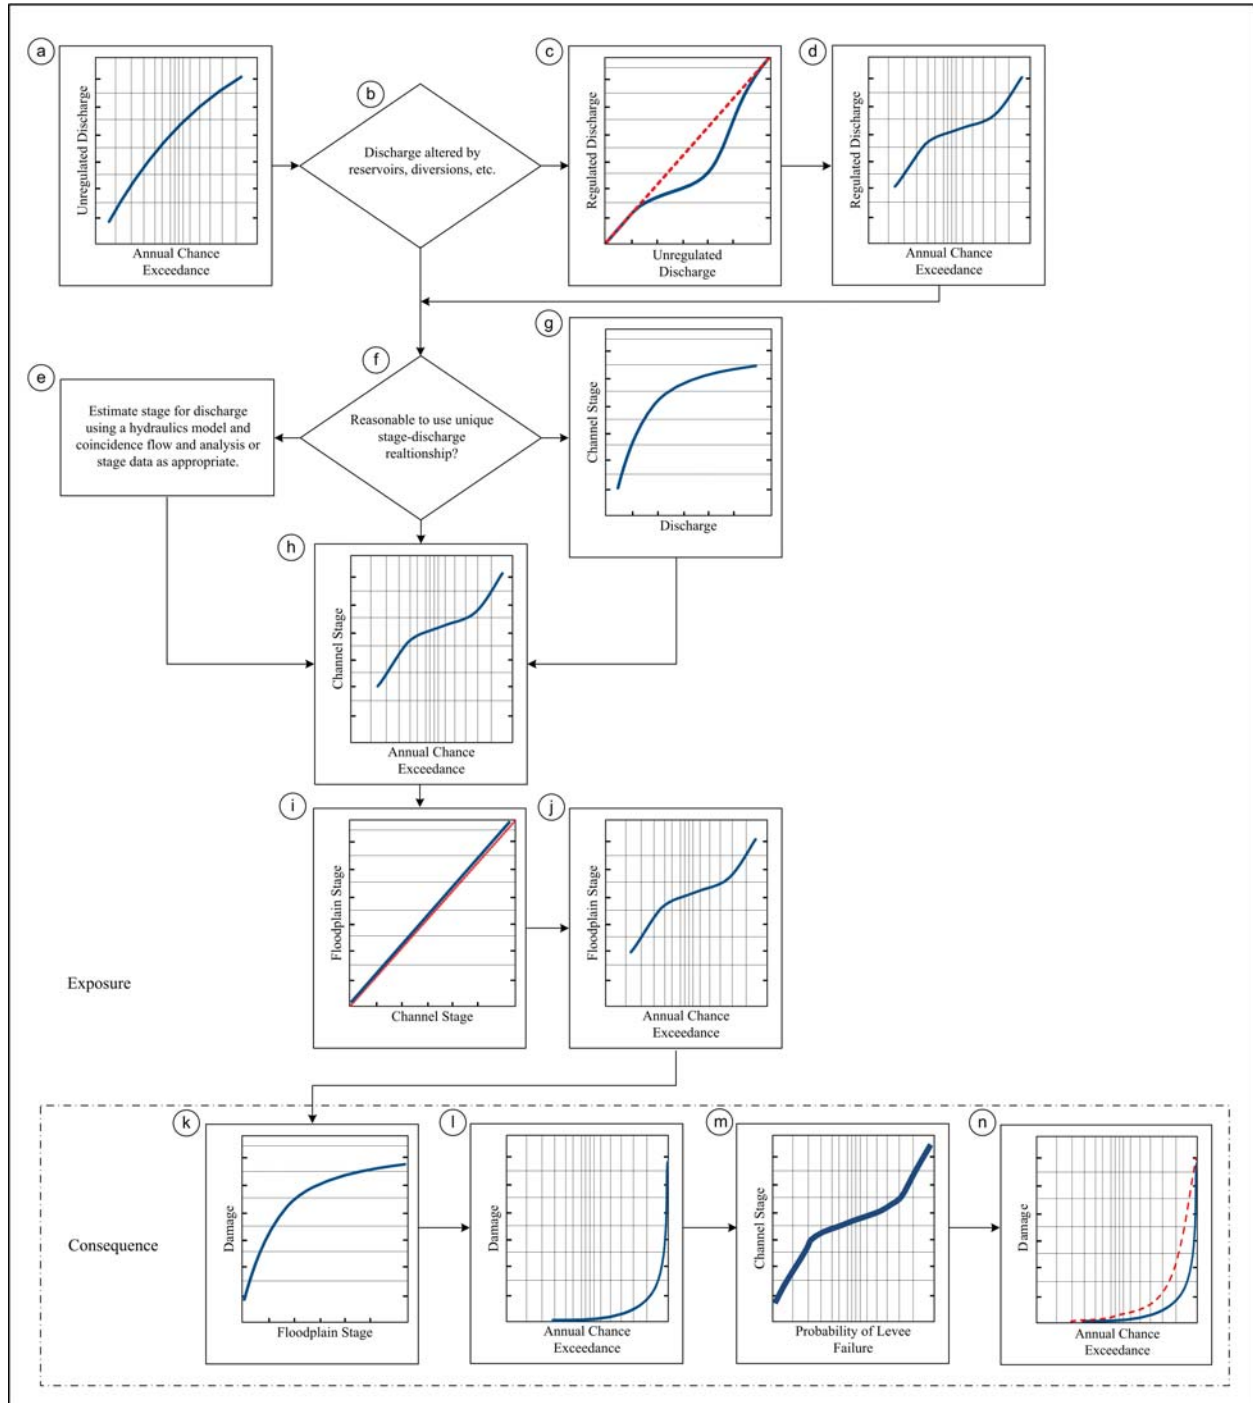 a
Unregulated Discharge
Annual Chance
Exceedance
b
Discharge altered by
reservoirs, diversions, etc.
c
Regulated Discharge
Unregulated
Discharge
d
Regulated Discharge
Annual Chance
Exceedance
e
Estimate stage for discharge
using a hydraulics model and
coincidence flow and analysis or
stage data as appropriate.
f
Reasonable to use unique
stage-discharge
realtionship?
g
Channel Stage
Discharge
h
Channel Stage
Annual Chance
Exceedance
i
Floodplain Stage
Channel Stage
j
Floodplain Stage
Annual Chance
Exceedance
Exposure
Consequence
k
Damage
Floodplain Stage
l
Damage
Annual Chance
Exceedance
m
Channel Stage
Probability of Levee
Failure
n
Damage
Annual Chance
Exceedance